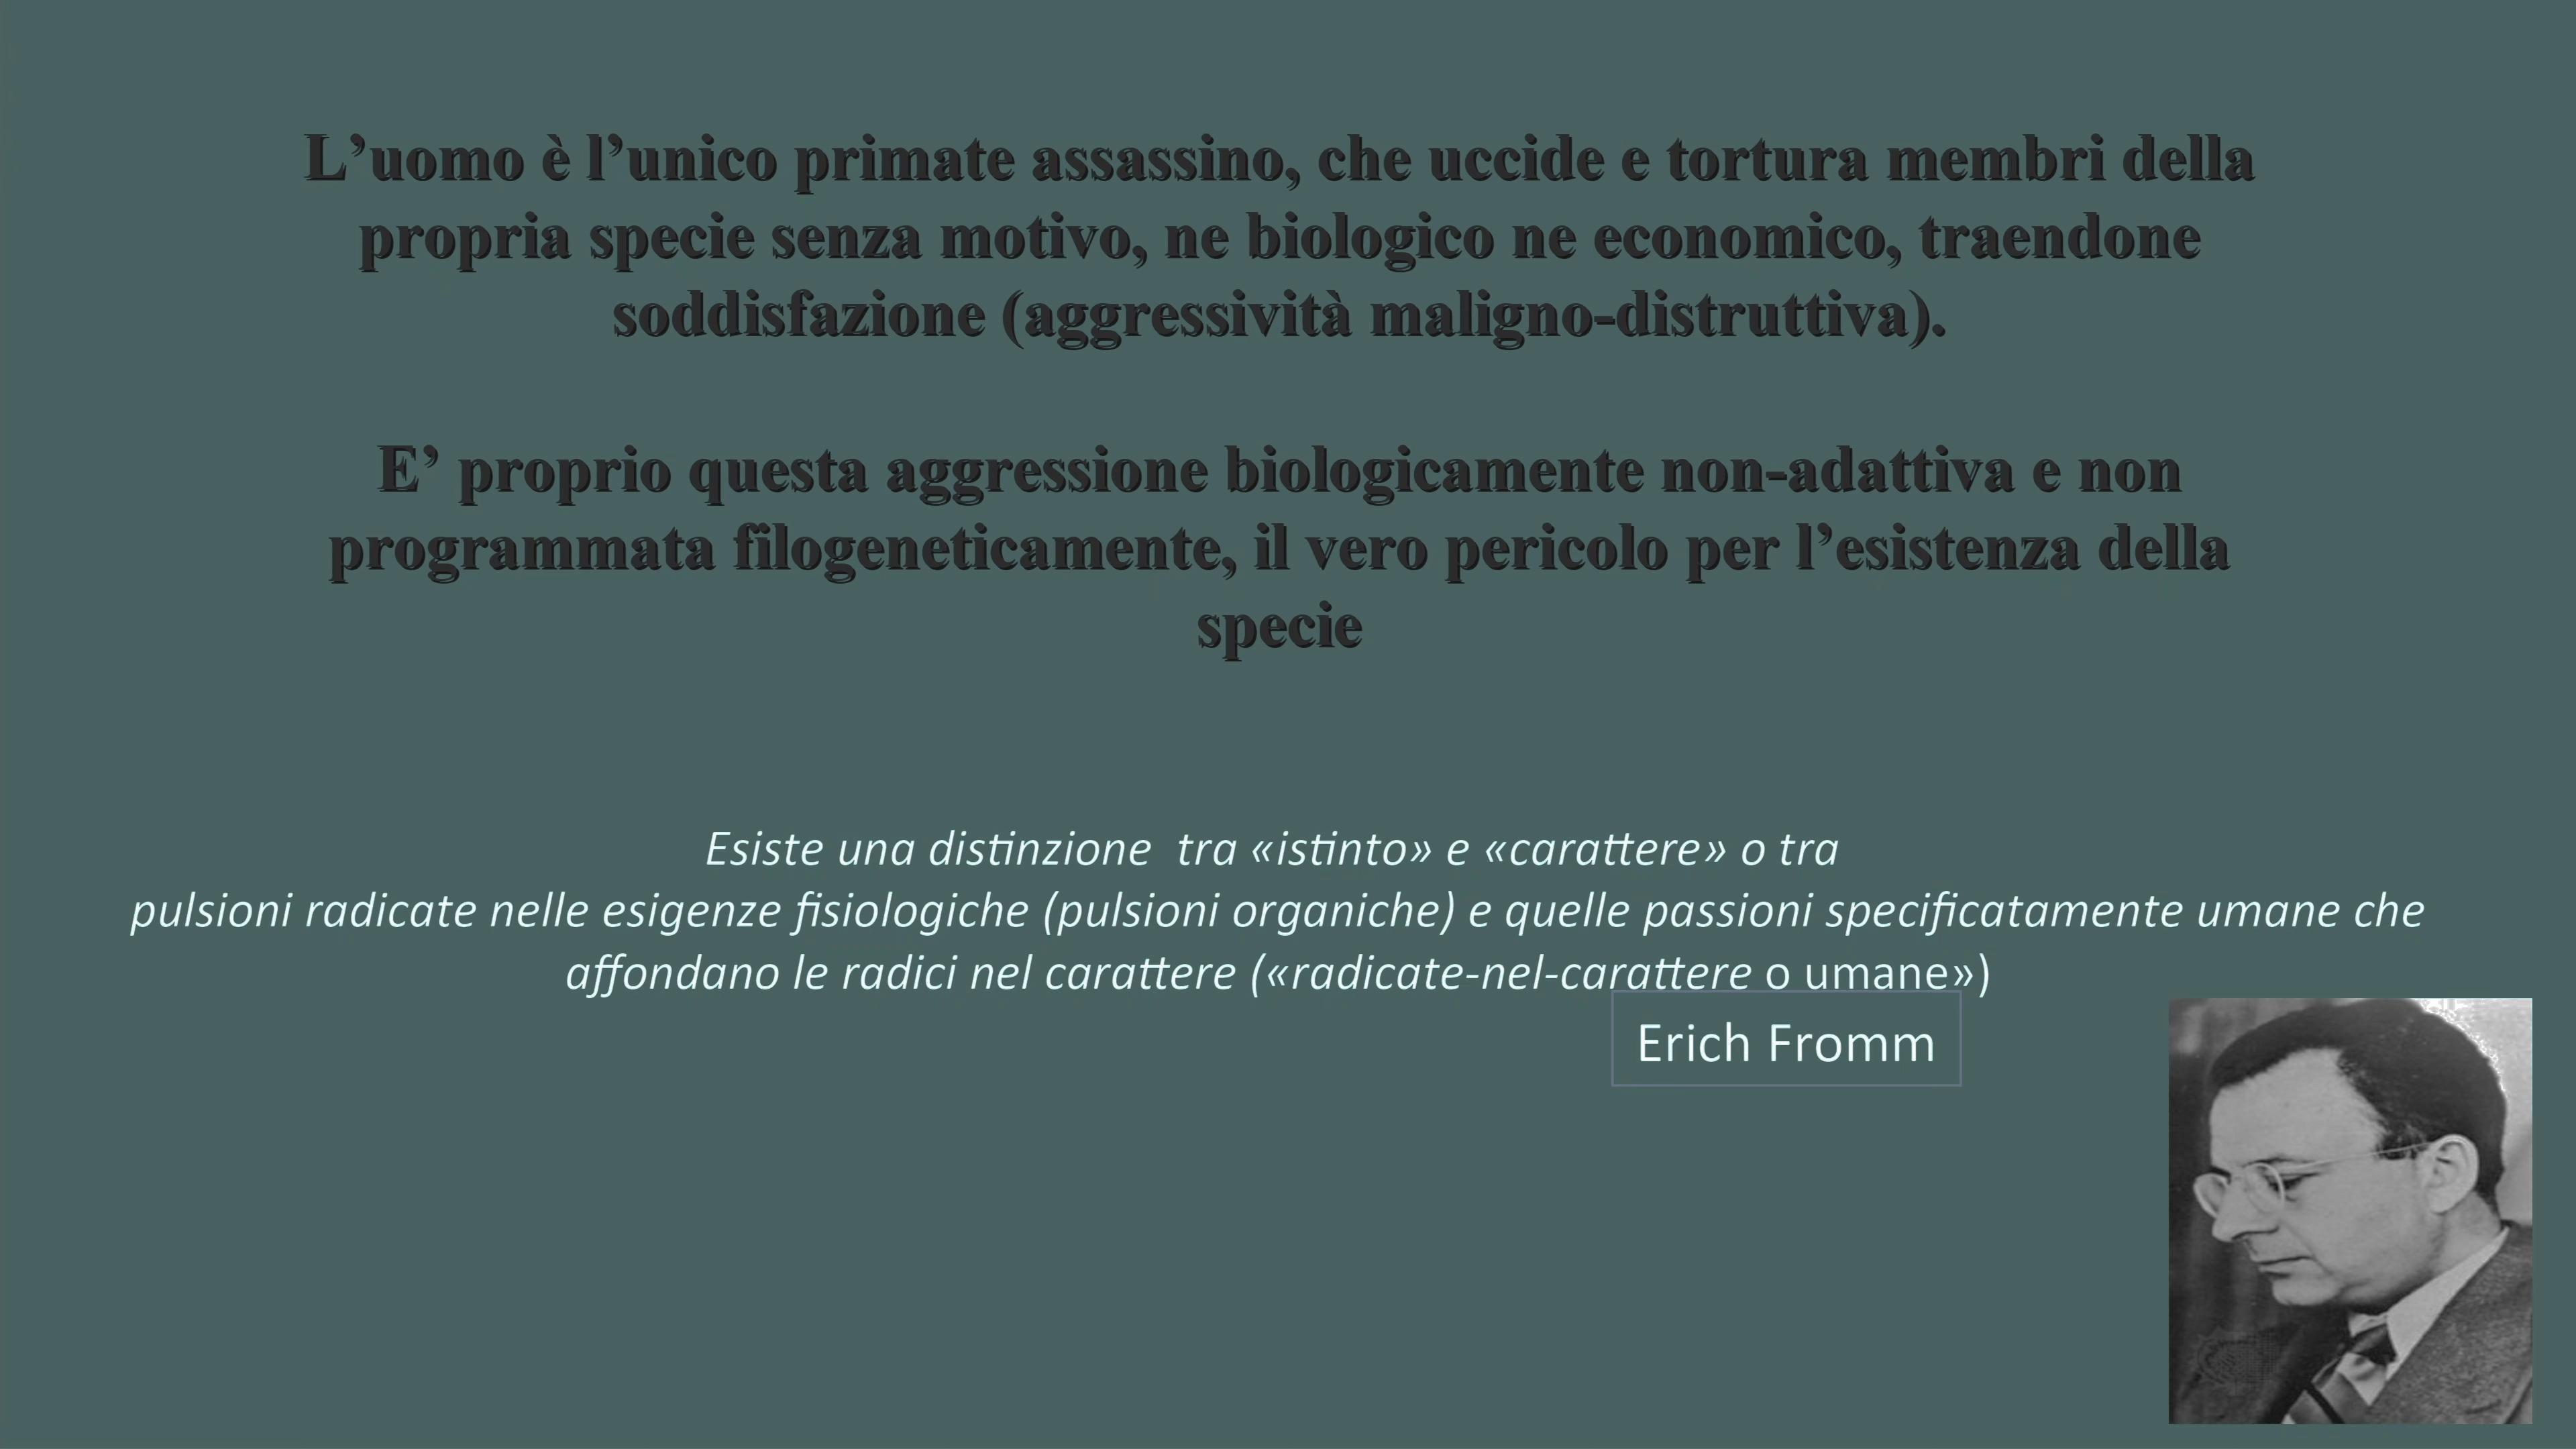 L’uomo è l’unico primate assassino, che uccide e tortura membri della
propria specie senza motivo, ne biologico ne economico, traendone
soddisfazione (aggressività maligno-distruttiva).
E’ proprio questa aggressione biologicamente non-adattiva e non
programmata filogeneticamente, il vero pericolo per l’esistenza della
specie
Esiste una distinzione  tra «istinto» e «carattere» o tra
pulsioni radicate nelle esigenze fisiologiche (pulsioni organiche) e quelle passioni specificatamente umane che
affondano le radici nel carattere («radicate-nel-carattere o umane»)
Erich Fromm